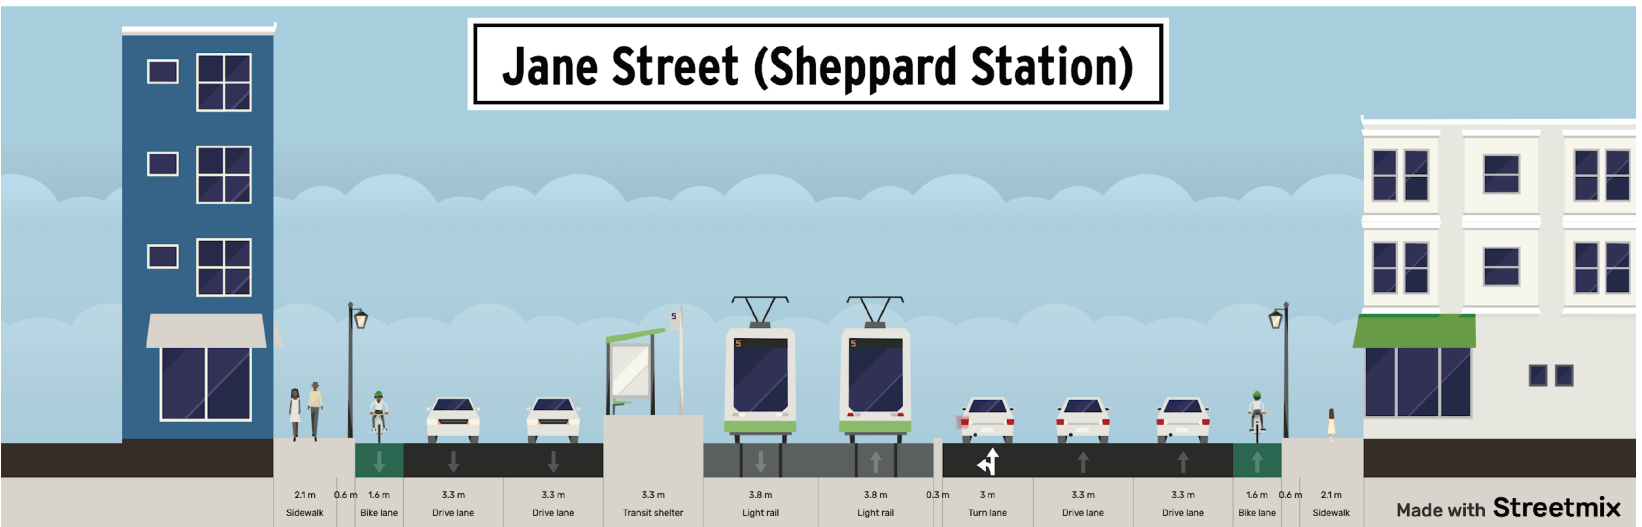 Jane Street (Sheppard Station)
S
S
S
2.1 m 0.6 m 1.6 m 3.3 m 3.3 m 3.3 m 3.8 m 3.8 m 0.3 m 3 m 3.3 m 3.3 m 1.6 m 0.6 m 2.1 m
Sidewalk Bike lane Drive lane Drive lane Transit shelter Light rail Light rail Turn lane Drive lane Drive lane Bike lane Sidewalk
Made with Streetmix